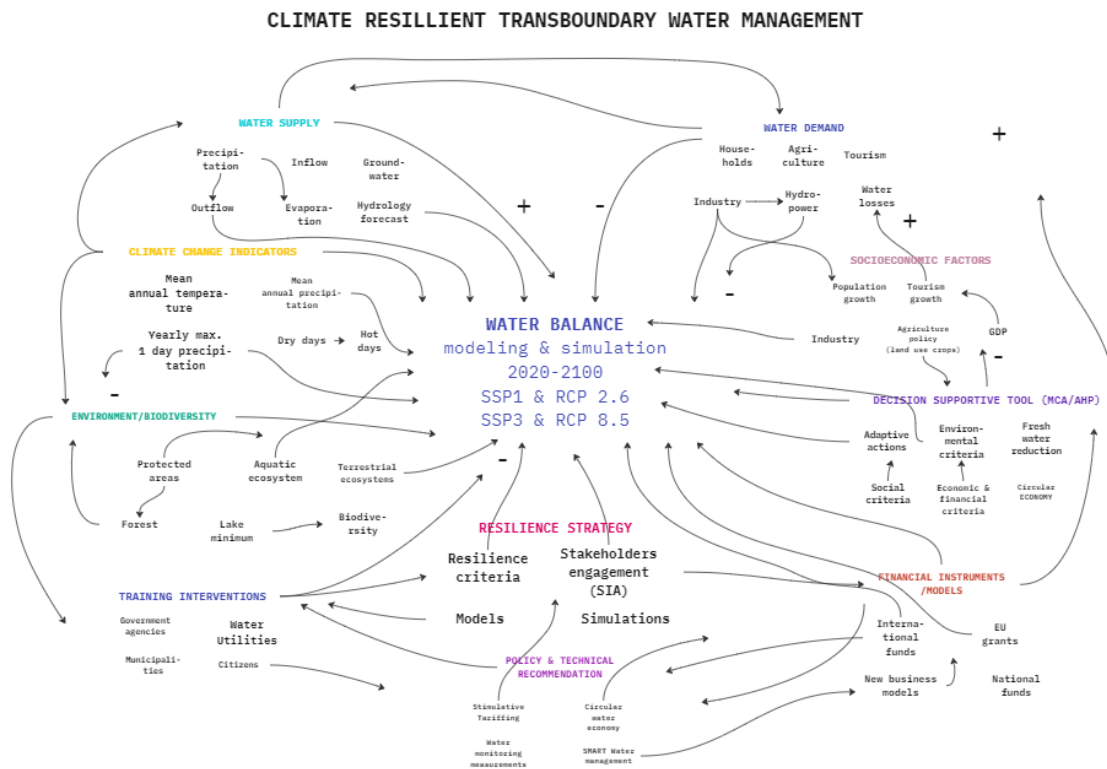 CLIMATE RESILLIENT TRANSBOUNDARY WATER MANAGEMENT
WATER SUPPLY
Precipi-
tation
Inflow
Ground-
water
Outflow
Evapora-
tion
Hydrology
forecast
WATER DEMAND
House-
holds
Agri-
culture
Tourism
Industry
Hydro-
power
Water
losses
+
+
-
+
-
CLIMATE CHANGE INDICATORS
Mean
annual tempera-
ture
Mean
annual precipi-
tation
Yearly max.
1 day precipi-
tation
Dry days
Hot
days
-
SOCIOECONOMIC FACTORS
Population
growth
Tourism
growth
Industry
Agriculture
policy
(land use crops)
GDP
-
WATER BALANCE
modeling & simulation
2020-2100
SSP1 & RCP 2.6
SSP3 & RCP 8.5
-
ENVIRONMENT/BIODIVERSITY
Protected
areas
Aquatic
ecosystem
Terrestrial
ecosystems
Forest
Lake
minimum
Biodive-
rsity
DECISION SUPPORTIVE TOOL (MCA/AHP)
Adaptive
actions
Environ-
mental
criteria
Fresh
water
reduction
Social
criteria
Economic &
financial
criteria
Circular
ECONOMY
RESILIENCE STRATEGY
Resilience
criteria
Stakeholders
engagement
(SIA)
Models
Simulations
TRAINING INTERVENTIONS
Government
agencies
Water
Utilities
Municipali-
ties
Citizens
POLICY & TECHNICAL
RECOMMENDATION
Stimulative
Tariffing
Circular
water
economy
Water
monitoring
measurements
SMART Water
management
FINANCIAL INSTRUMENTS
/MODELS
Interna-
tional
funds
EU
grants
New business
models
National
funds